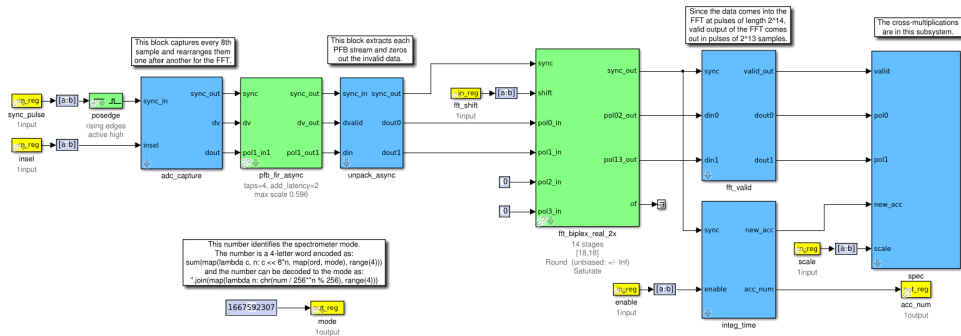 This block captures every 8th
sample and rearranges them
one after another for the FFT.
This block extracts each
PFB stream and zeros
out the invalid data.
Since the data comes into the
FFT at pulses of length 2^14,
valid output of the FFT comes
out in pulses of 2^13 samples.
The cross-multiplications
are in this subsystem.
sync_pulse
1input
[a:b]
posedge
rising edges
active high
insel
1input
[a:b]
sync_in
insel
sync_out
dv
dout
adc_capture
sync
dv
pol1_in1
sync_out
dv_out
pol1_out1
pfb_fir_async
taps=4, add_latency=2
max scale 0.596
sync_in
dvalid
din
sync_out
dout0
dout1
unpack_async
in_reg
fft_shift
1input
[a:b]
0
0
sync
shift
pol0_in
pol1_in
pol2_in
pol3_in
sync_out
pol02_out
pol13_out
of
fft_biplex_real_2x
14 stages
[18,18]
Round (unbiased: +/- Inf)
Saturate
sync
din0
din1
valid_out
dout0
dout1
fft_valid
sync
enable
new_acc
acc_num
integ_time
enable
1input
[a:b]
scale
1input
[a:b]
valid
pol0
pol1
new_acc
scale
spec
acc_num
1output
This number identifies the spectrometer mode.
The number is a 4-letter word encoded as:
sum(map(lambda c, n: c << 8*n, map(ord, mode), range(4)))
and the number can be decoded to the mode as:
''.join(map(lambda n: chr(num / 256**n % 256), range(4)))
1667592307
mode
1output